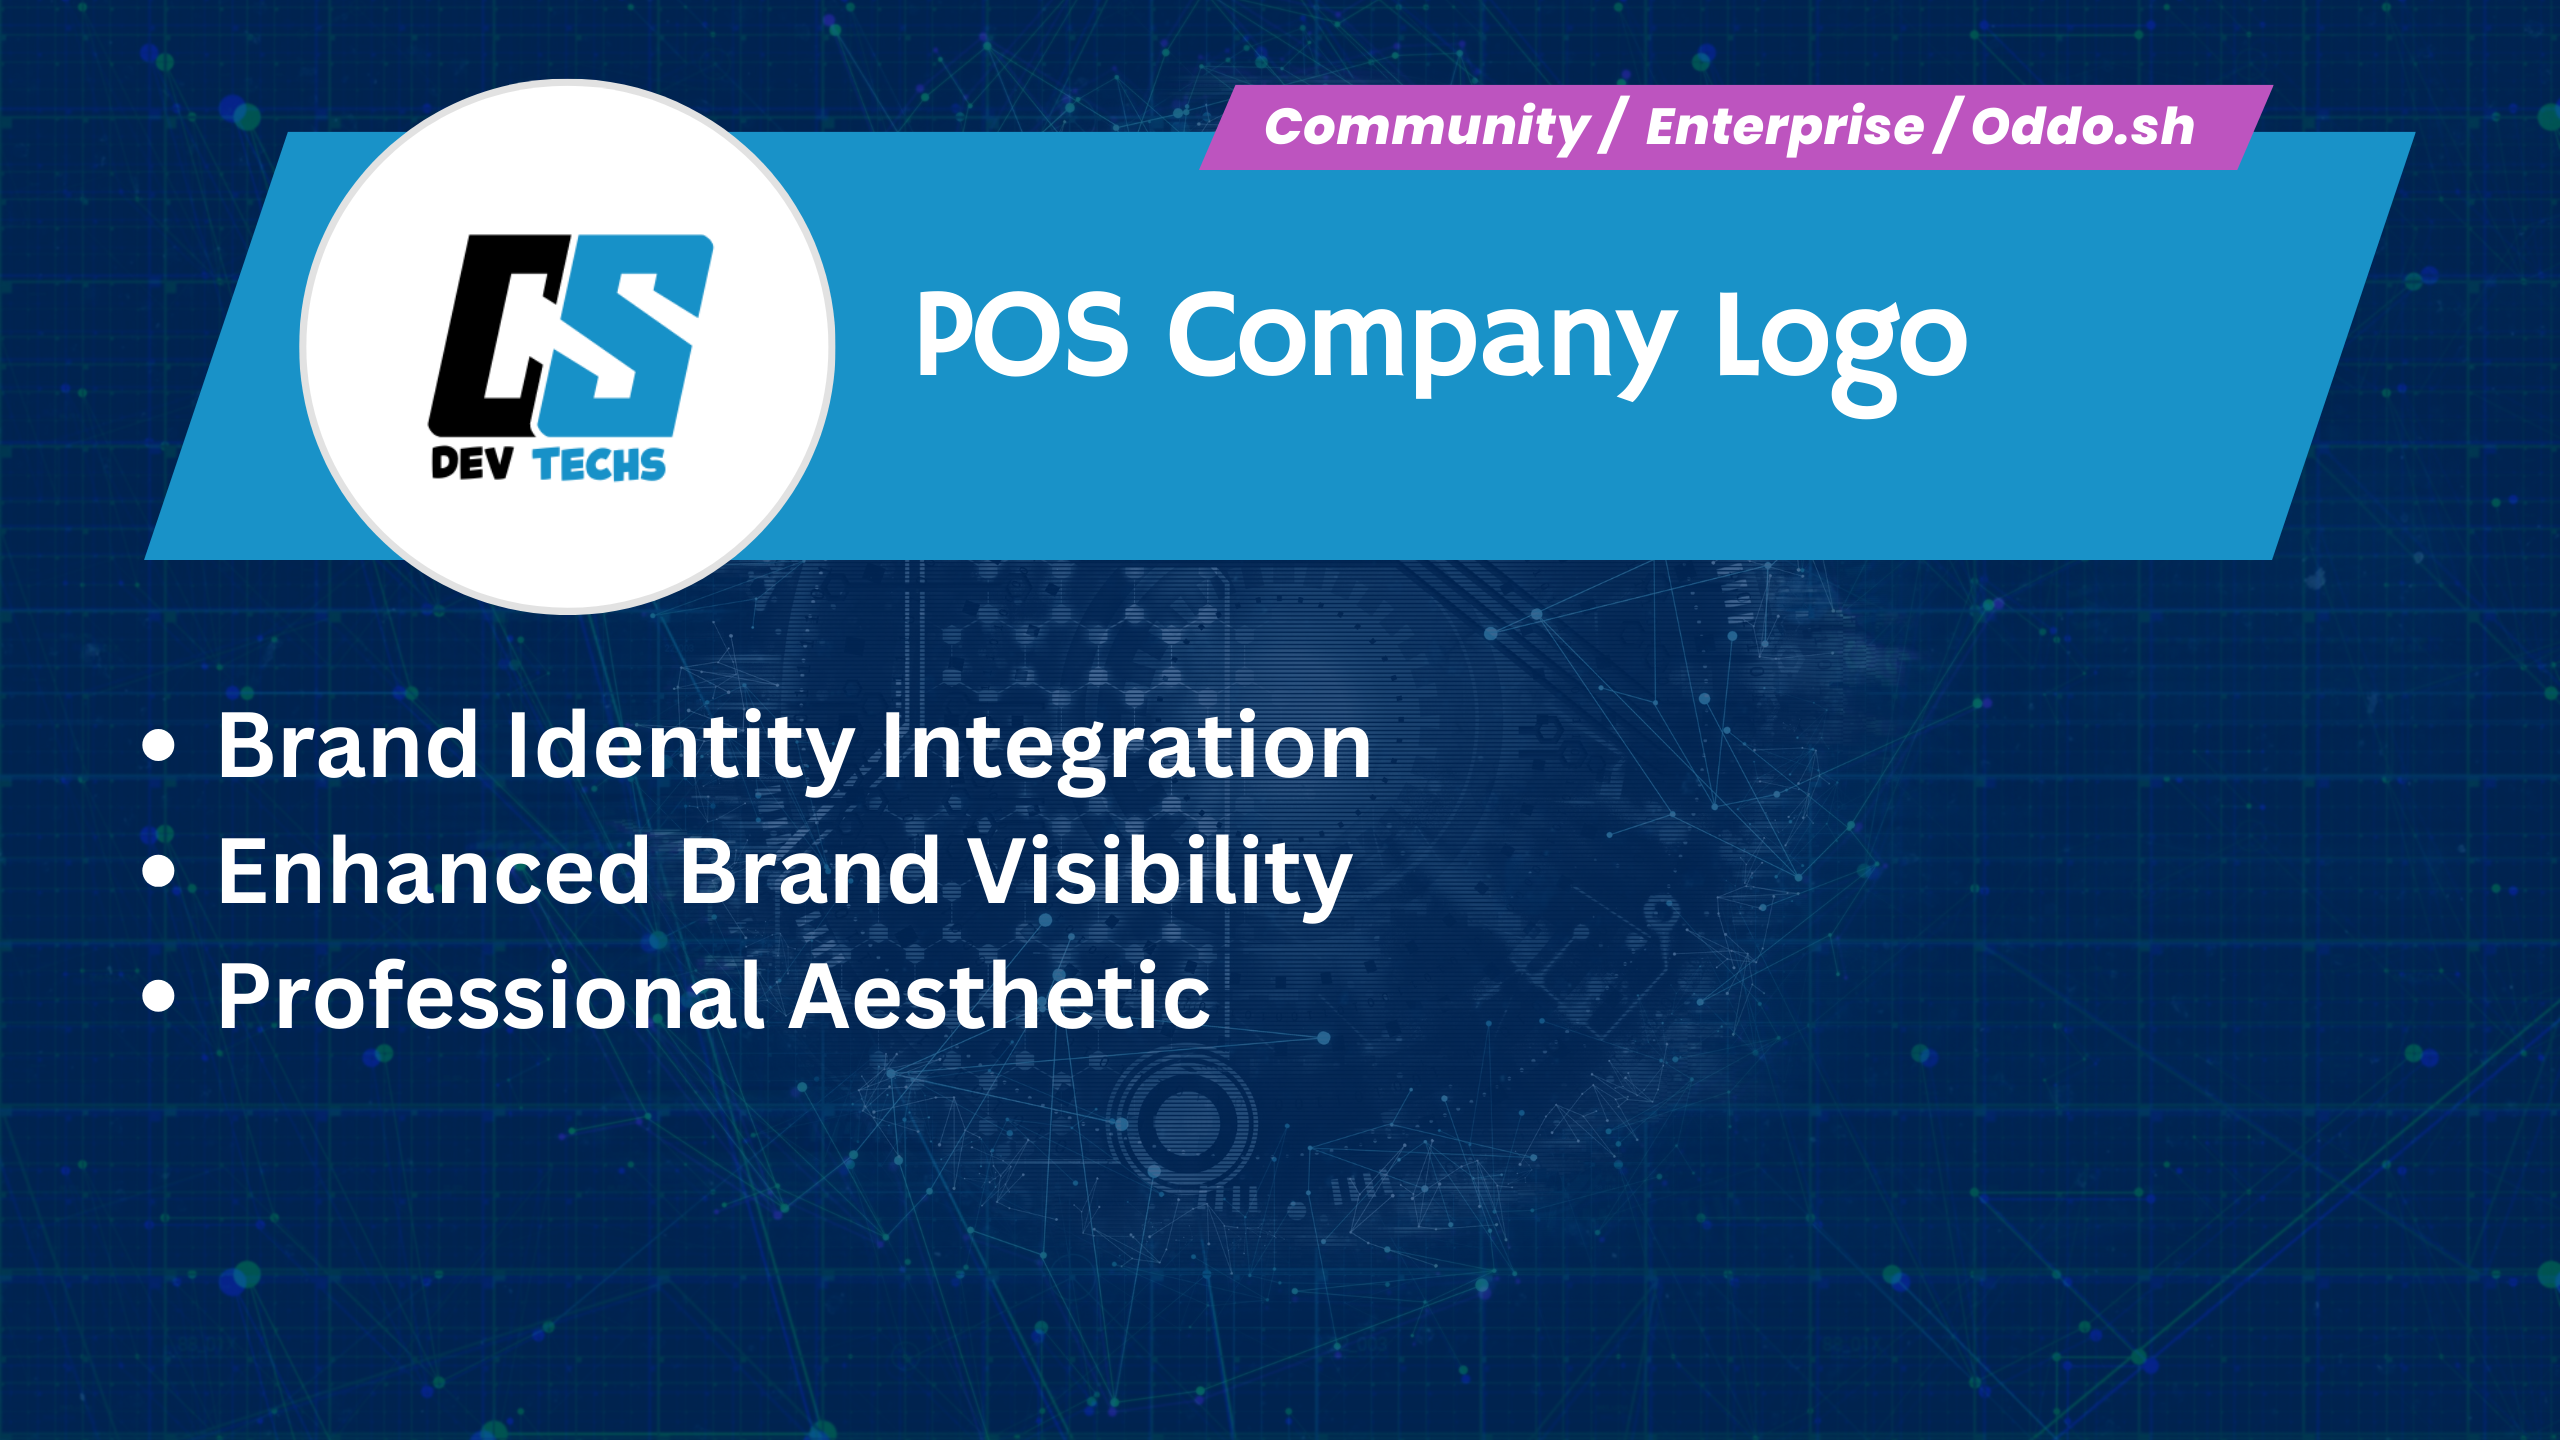 Community / Enterprise / Oddo.sh
CS
DEV TECHS
POS Company Logo
• Brand Identity Integration
• Enhanced Brand Visibility
• Professional Aesthetic